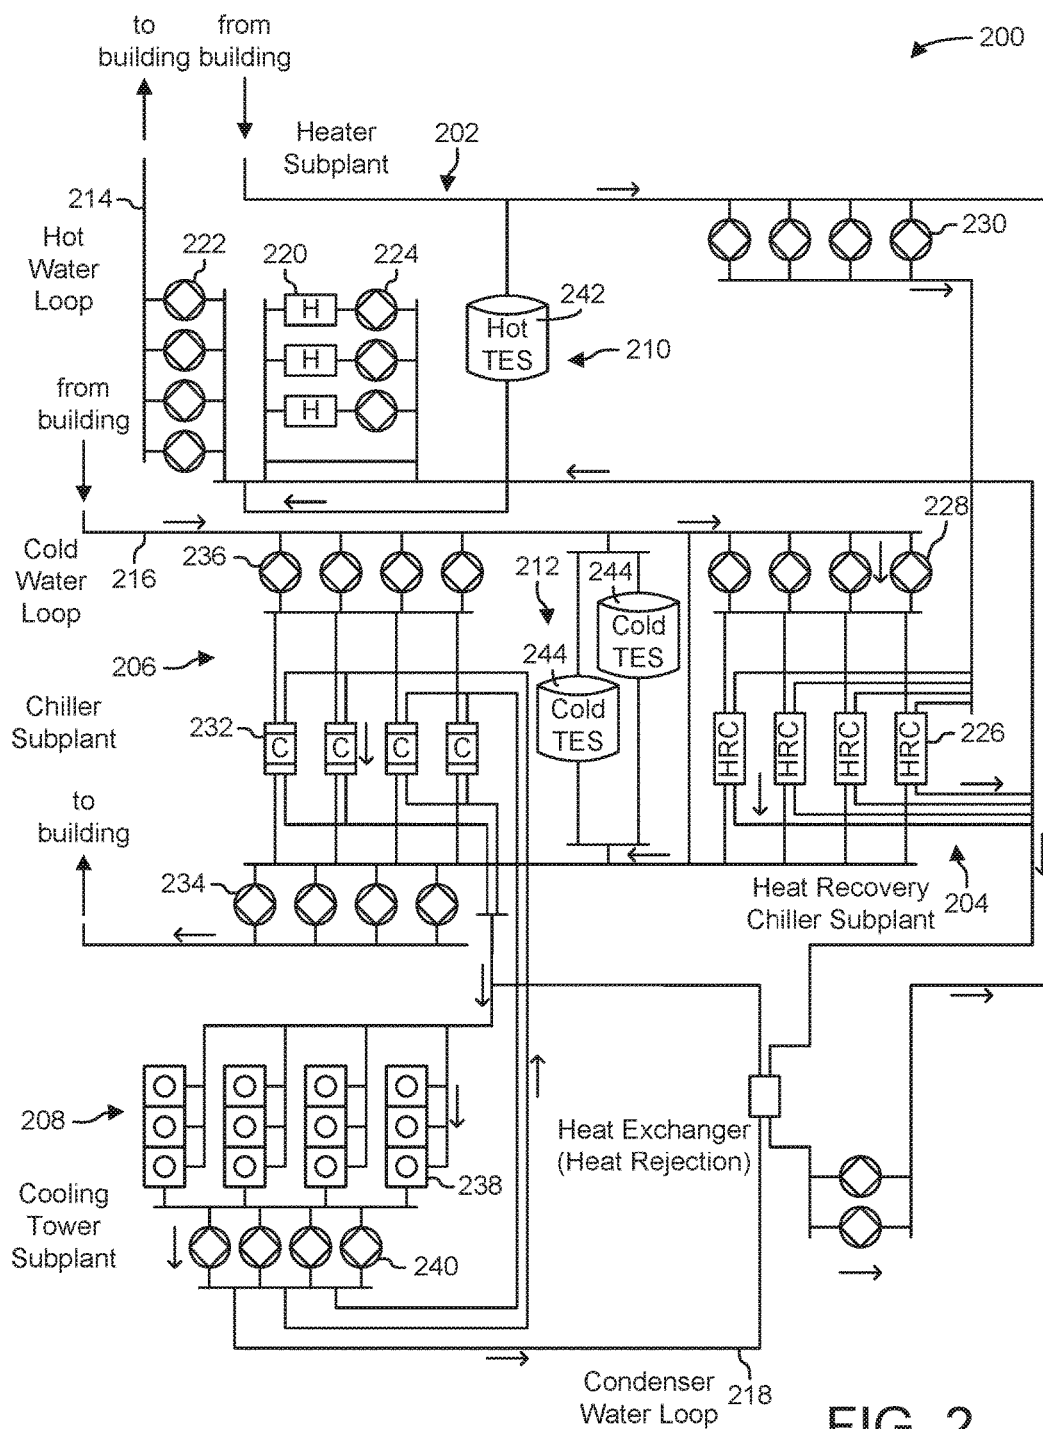 to
building
from
building
200
Heater
Subplant
202
214
Hot
Water
Loop
222
220
224
230
H
H
H
Hot
TES
242
210
from
building
216
Cold
Water
Loop
236
212
244
Cold
TES
244
Cold
TES
228
206
Chiller
Subplant
232
C
C
C
C
HRC
HRC
HRC
HRC
226
to
building
234
Heat Recovery
Chiller Subplant
204
208
Cooling
Tower
Subplant
238
240
Heat Exchanger
(Heat Rejection)
Condenser
Water Loop
218
FIG. 2